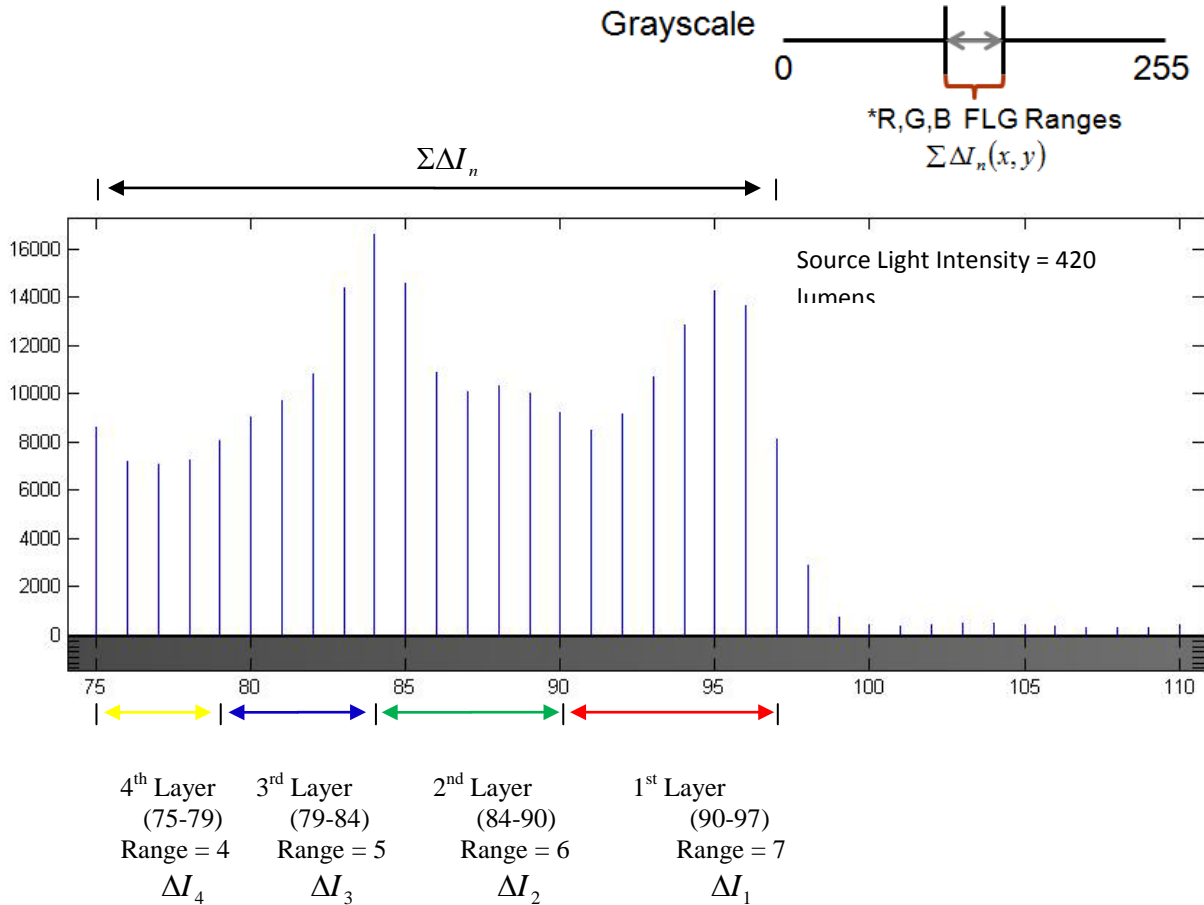 Grayscale
0 255
*R,G,B FLG Ranges
Σ ΔIₙ(x, y)
ΣΔIₙ
Source Light Intensity = 420
lumens
16000
14000
12000
10000
8000
6000
4000
2000
0
75 80 85 90 95 100 105 110
4th Layer 3rd Layer 2nd Layer 1st Layer
(75-79) (79-84) (84-90) (90-97)
Range = 4 Range = 5 Range = 6 Range = 7
ΔI₄ ΔI₃ ΔI₂ ΔI₁